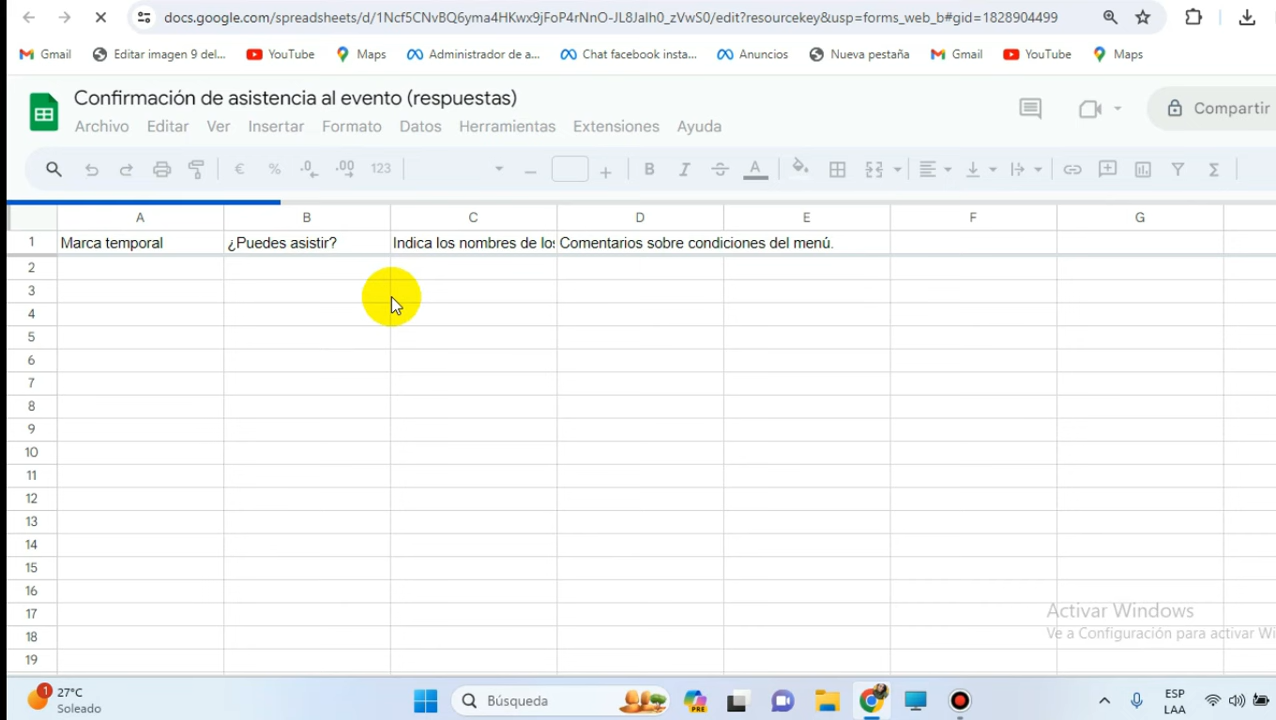 docs.google.com/spreadsheets/d/1Ncf5CNvBQ6yma4HKwx9jFoP4rNnO-JL8JaIh0_zVwS0/edit?resourcekey&usp=forms_web_b#gid=1828904499
Gmail Editar imagen 9 del... YouTube Maps Administrador de a... Chat facebook insta... Anuncios Nueva pestaña Gmail YouTube Maps
Confirmación de asistencia al evento (respuestas)
Compartir
Archivo Editar Ver Insertar Formato Datos Herramientas Extensiones Ayuda
€ % .0 .00 123 B I S A Σ
A B C D E F G
1 Marca temporal ¿Puedes asistir? Indica los nombres de los Comentarios sobre condiciones del menú.
2
3
4
5
6
7
8
9
10
11
12
13
14
15
16
17
Activar Windows
18
Ve a Configuración para activar Wi
19
1 27°C
Soleado
Búsqueda
PRE
ESP
LAA